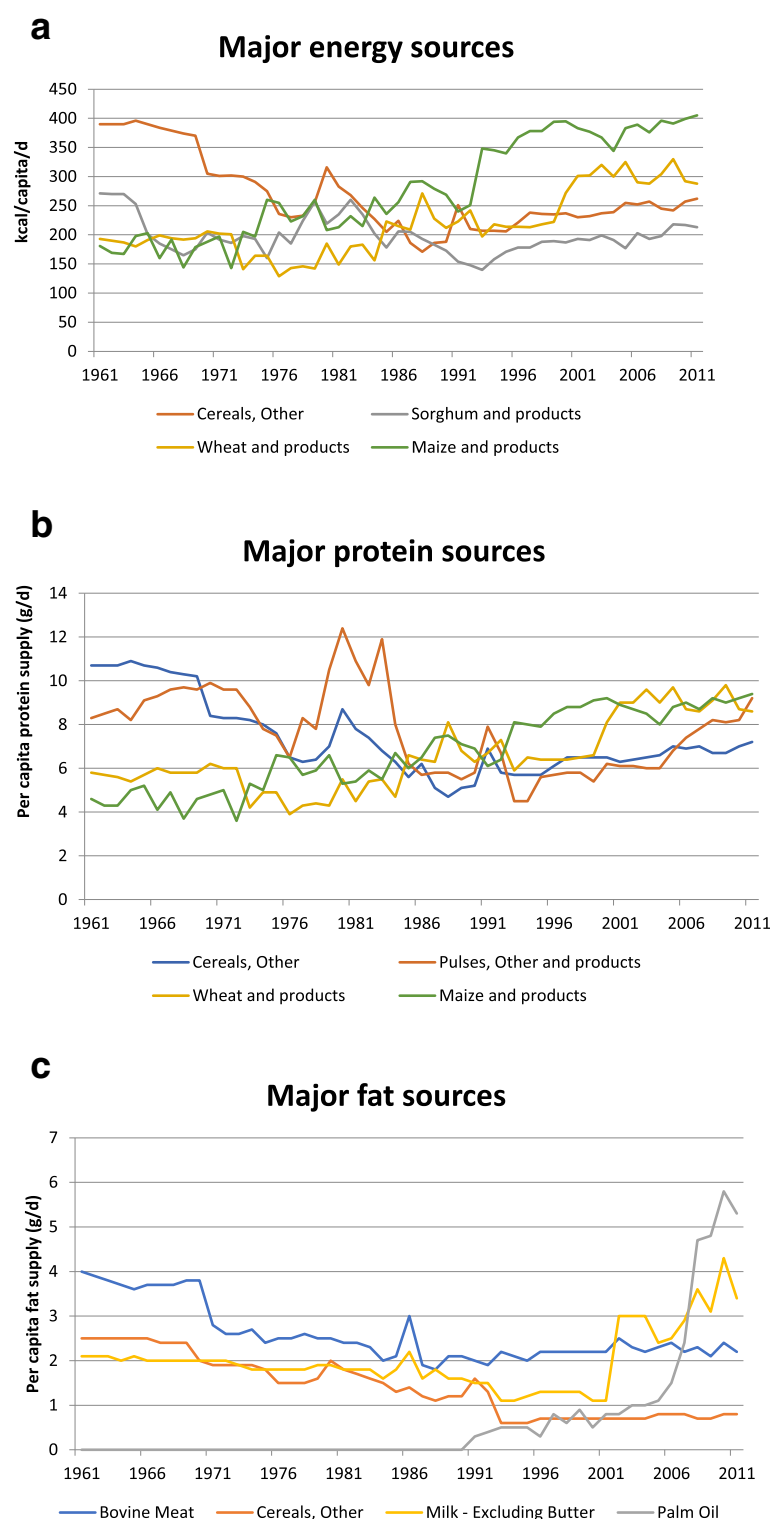 a
Major energy sources
kcal/capita/d
450
400
350
300
250
200
150
100
50
0
1961 1966 1971 1976 1981 1986 1991 1996 2001 2006 2011
Cereals, Other Sorghum and products
Wheat and products Maize and products
b
Major protein sources
Per capita protein supply (g/d)
14
12
10
8
6
4
2
0
1961 1966 1971 1976 1981 1986 1991 1996 2001 2006 2011
Cereals, Other Pulses, Other and products
Wheat and products Maize and products
c
Major fat sources
Per capita fat supply (g/d)
7
6
5
4
3
2
1
0
1961 1966 1971 1976 1981 1986 1991 1996 2001 2006 2011
Bovine Meat Cereals, Other Milk - Excluding Butter Palm Oil